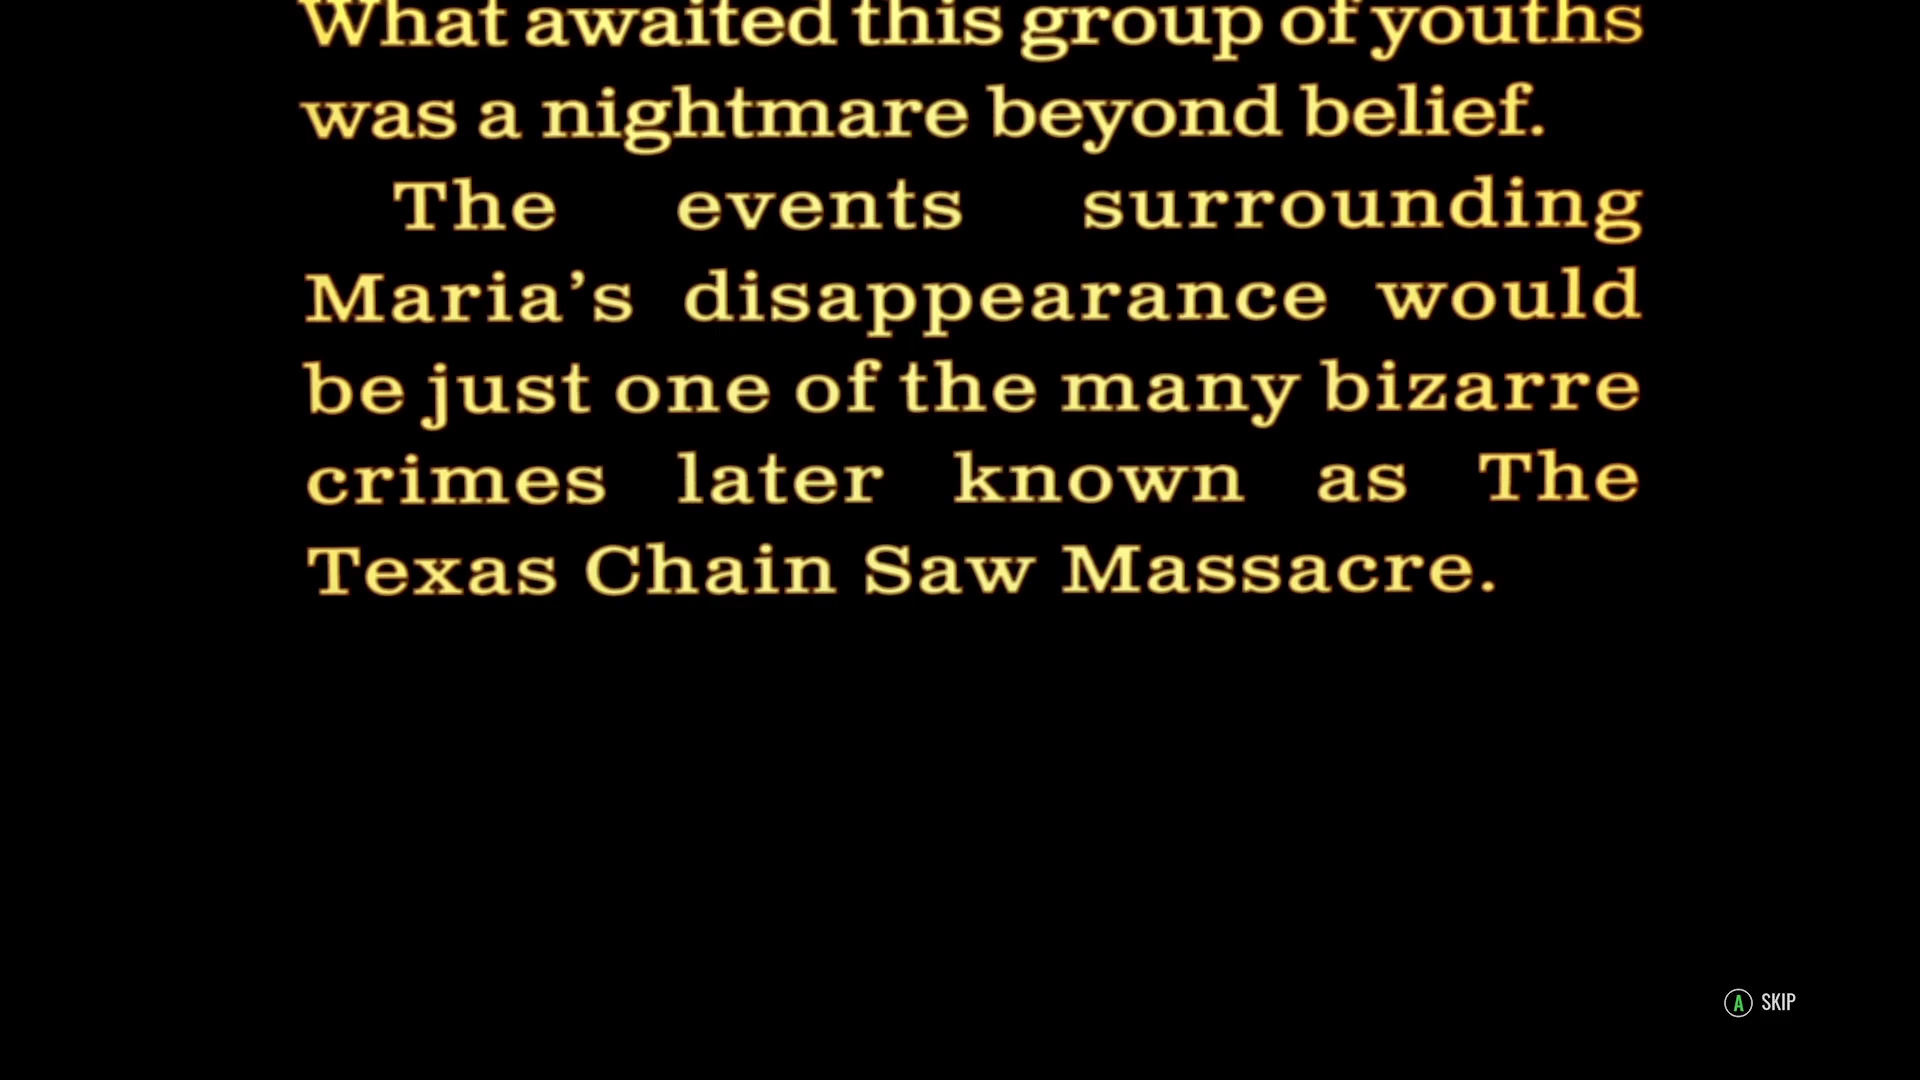 What awaited this group of youths
was a nightmare beyond belief.
The events surrounding
Maria’s disappearance would
be just one of the many bizarre
crimes later known as The
Texas Chain Saw Massacre.
A SKIP